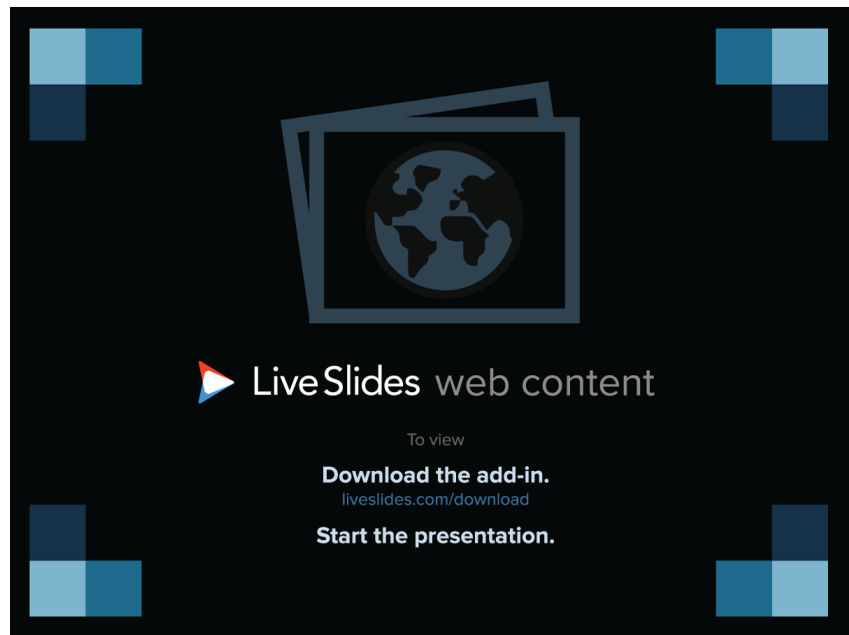 LiveSlides web content
To view
Download the add-in.
liveslides.com/download
Start the presentation.